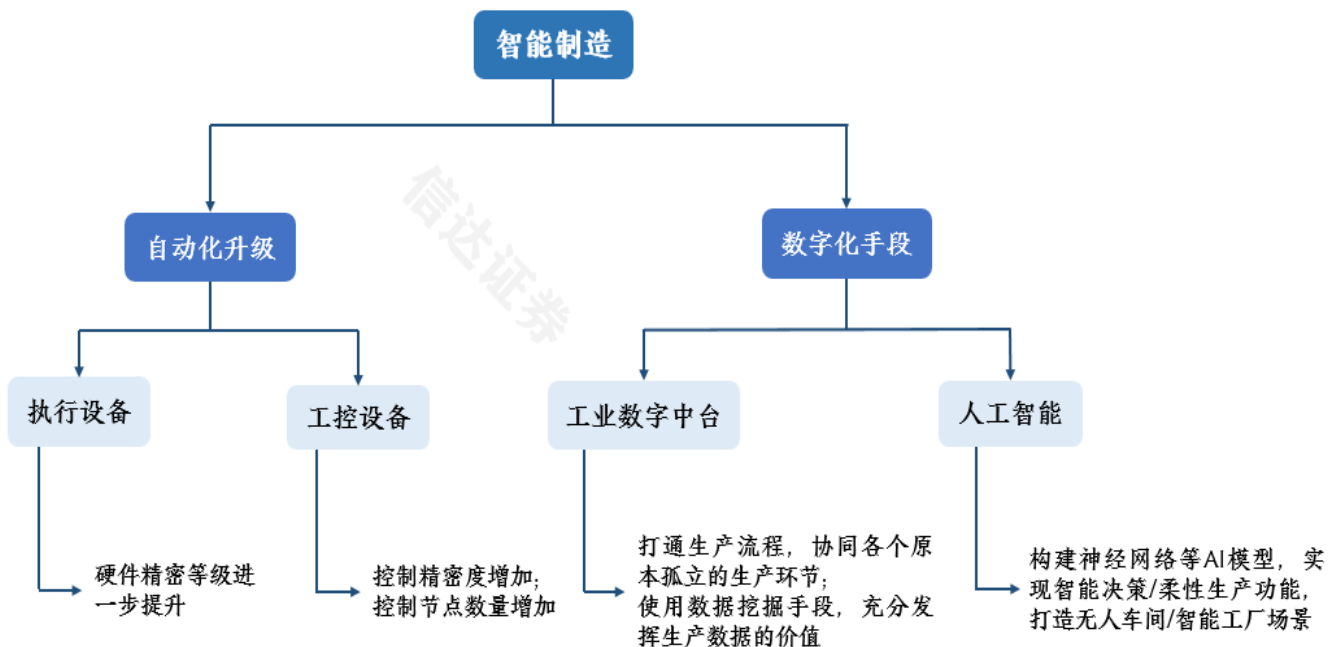 智能制造
信达证券
自动化升级
数字化手段
执行设备
工控设备
工业数字中台
人工智能
硬件精密等级进
一步提升
控制精密度增加;
控制节点数量增加
打通生产流程，协同各个原
本孤立的生产环节;
使用数据挖掘手段，充分发
挥生产数据的价值
构建神经网络等AI模型，实
现智能决策/柔性生产功能，
打造无人车间/智能工厂场景